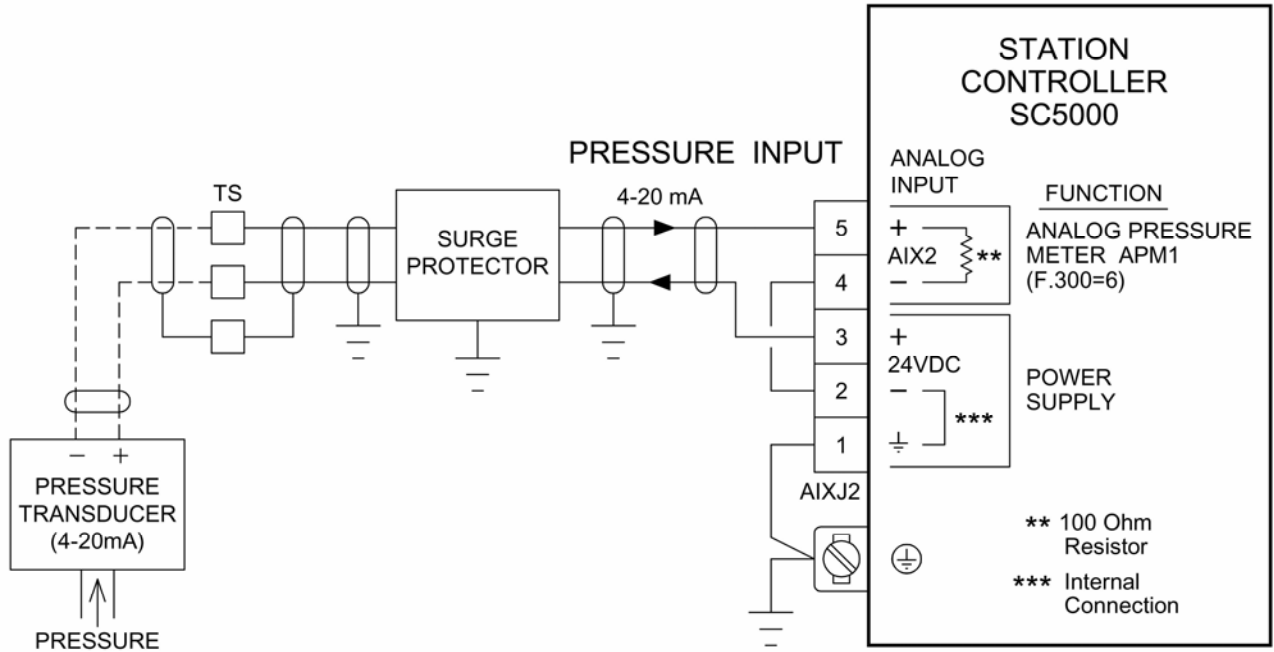 STATION
CONTROLLER
SC5000
PRESSURE INPUT
4-20 mA
ANALOG
INPUT
FUNCTION
TS
SURGE
PROTECTOR
5
+
AIX2
**
4
−
ANALOG PRESSURE
METER APM1
(F.300=6)
3
+
24VDC
2
−
***
1
POWER
SUPPLY
AIXJ2
− +
PRESSURE
TRANSDUCER
(4-20mA)
PRESSURE
** 100 Ohm
Resistor
*** Internal
Connection